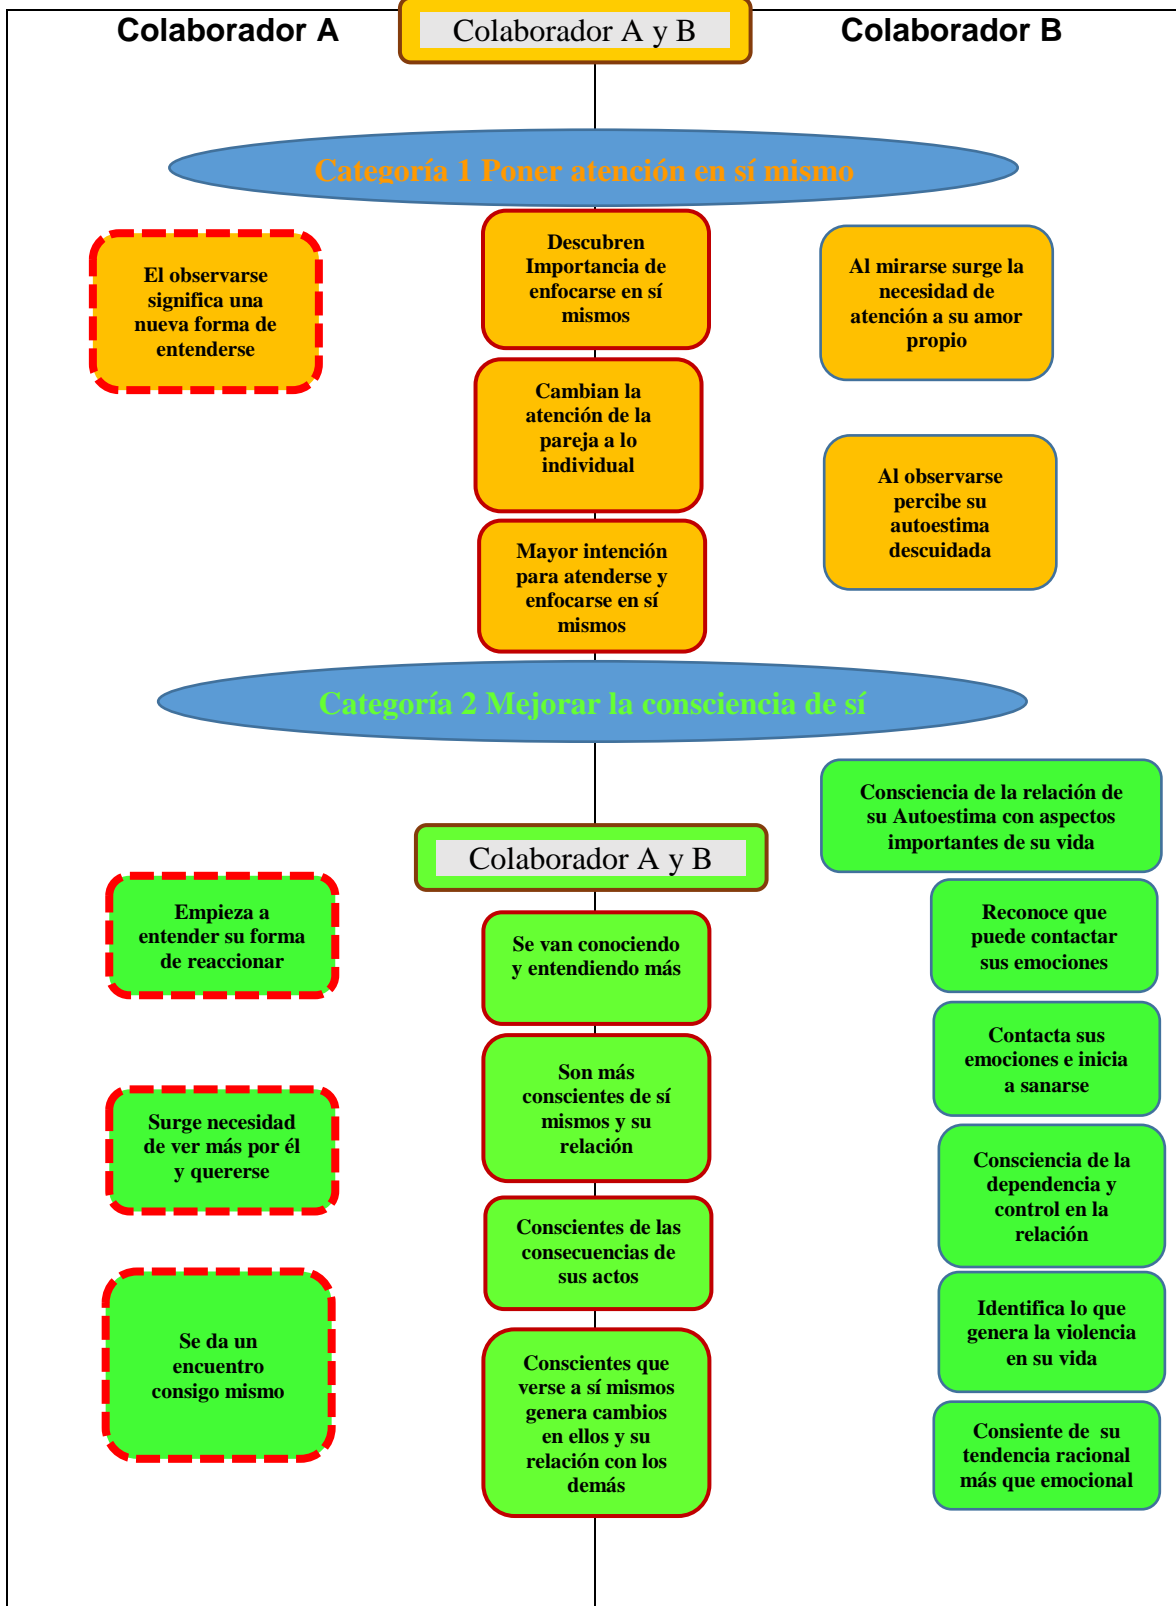 Colaborador A
Colaborador A y B
Colaborador B
Categoría 1 Poner atención en sí mismo
El observarse
significa una
nueva forma de
entenderse
Descubren
Importancia de
enfocarse en sí
mismos
Al mirarse surge la
necesidad de
atención a su amor
propio
Cambian la
atención de la
pareja a lo
individual
Al observarse
percibe su
autoestima
descuidada
Mayor intención
para atenderse y
enfocarse en sí
mismos
Categoría 2 Mejorar la consciencia de sí
Consciencia de la relación de
su Autoestima con aspectos
importantes de su vida
Colaborador A y B
Empieza a
entender su forma
de reaccionar
Se van conociendo
y entendiendo más
Reconoce que
puede contactar
sus emociones
Contacta sus
emociones e inicia
a sanarse
Son más
conscientes de sí
mismos y su
relación
Surge necesidad
de ver más por él
y quererse
Consciencia de la
dependencia y
control en la
relación
Conscientes de las
consecuencias de
sus actos
Identifica lo que
genera la violencia
en su vida
Se da un
encuentro
consigo mismo
Conscientes que
verse a sí mismos
genera cambios
en ellos y su
relación con los
demás
Consiente de  su
tendencia racional
más que emocional